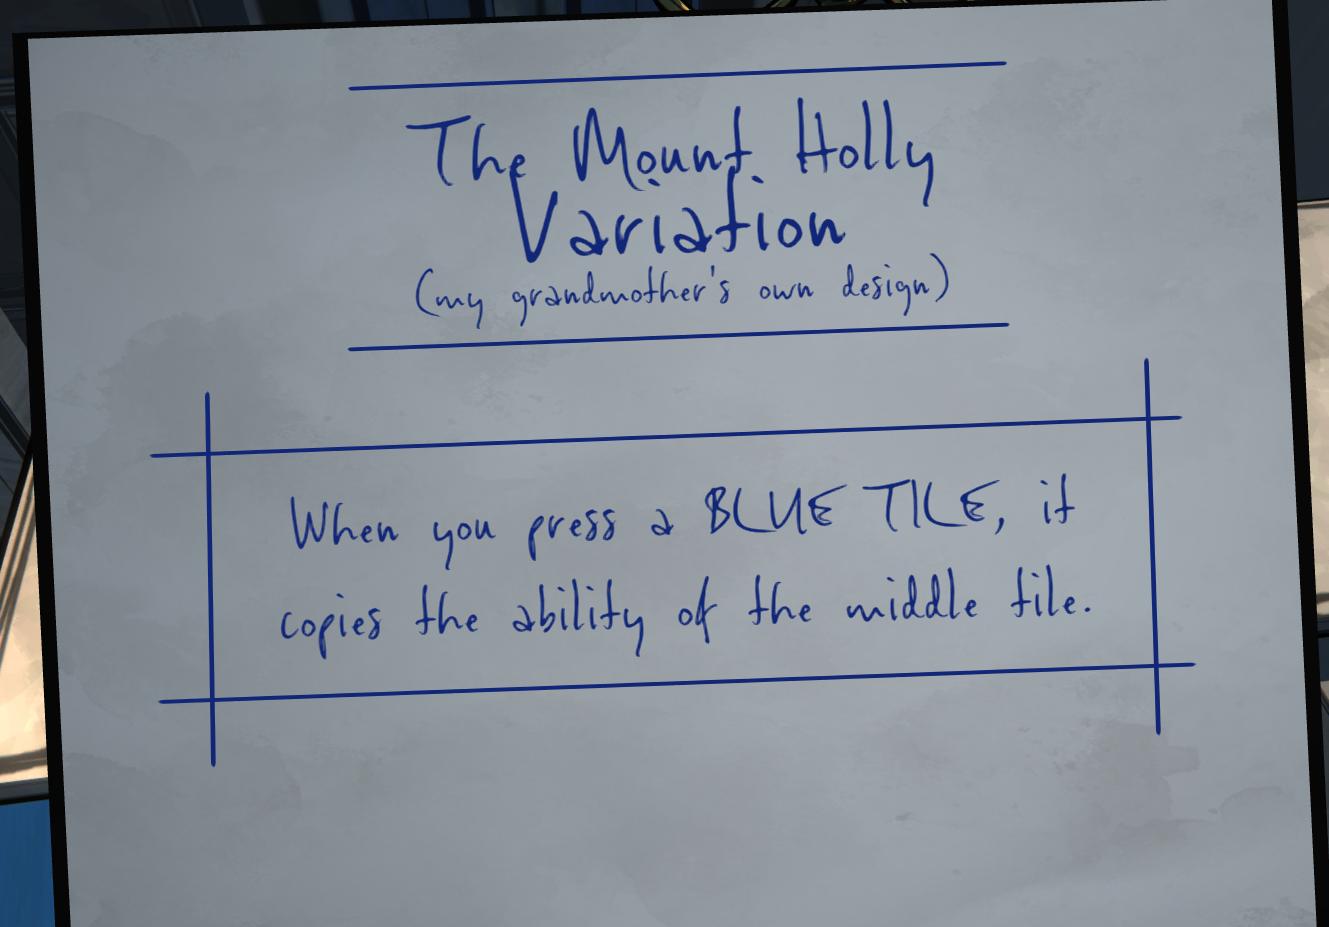 The Mount Holly
Variation
(my grandmother's own design)
When you press a BLUE TILE, it
copies the ability of the middle tile.